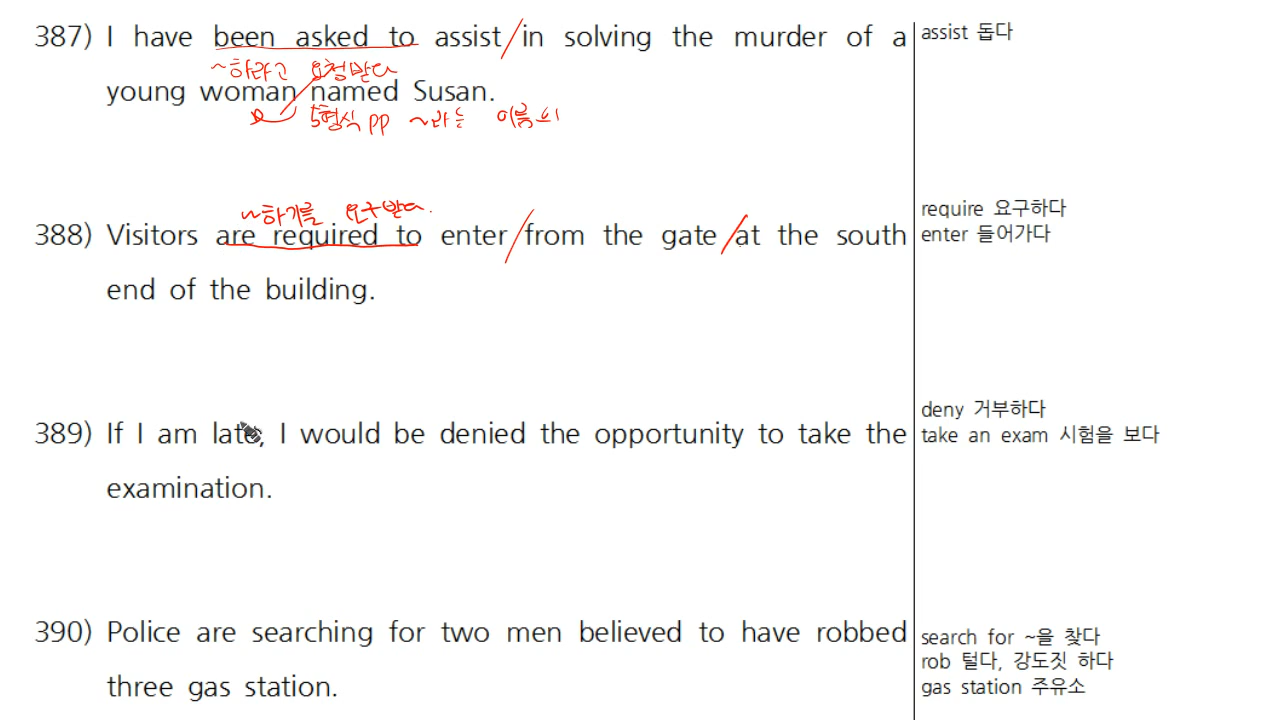 387) I have been asked to assist in solving the murder of a
assist 돕다
~하라고 요청받다
young woman named Susan.
5형식 pp ~라는 이름의
~하기를 요구받다.
require 요구하다
388) Visitors are required to enter from the gate at the south
enter 들어가다
end of the building.
deny 거부하다
389) If I am late, I would be denied the opportunity to take the
take an exam 시험을 보다
examination.
390) Police are searching for two men believed to have robbed
search for ~을 찾다
rob 털다, 강도짓 하다
three gas station.
gas station 주유소